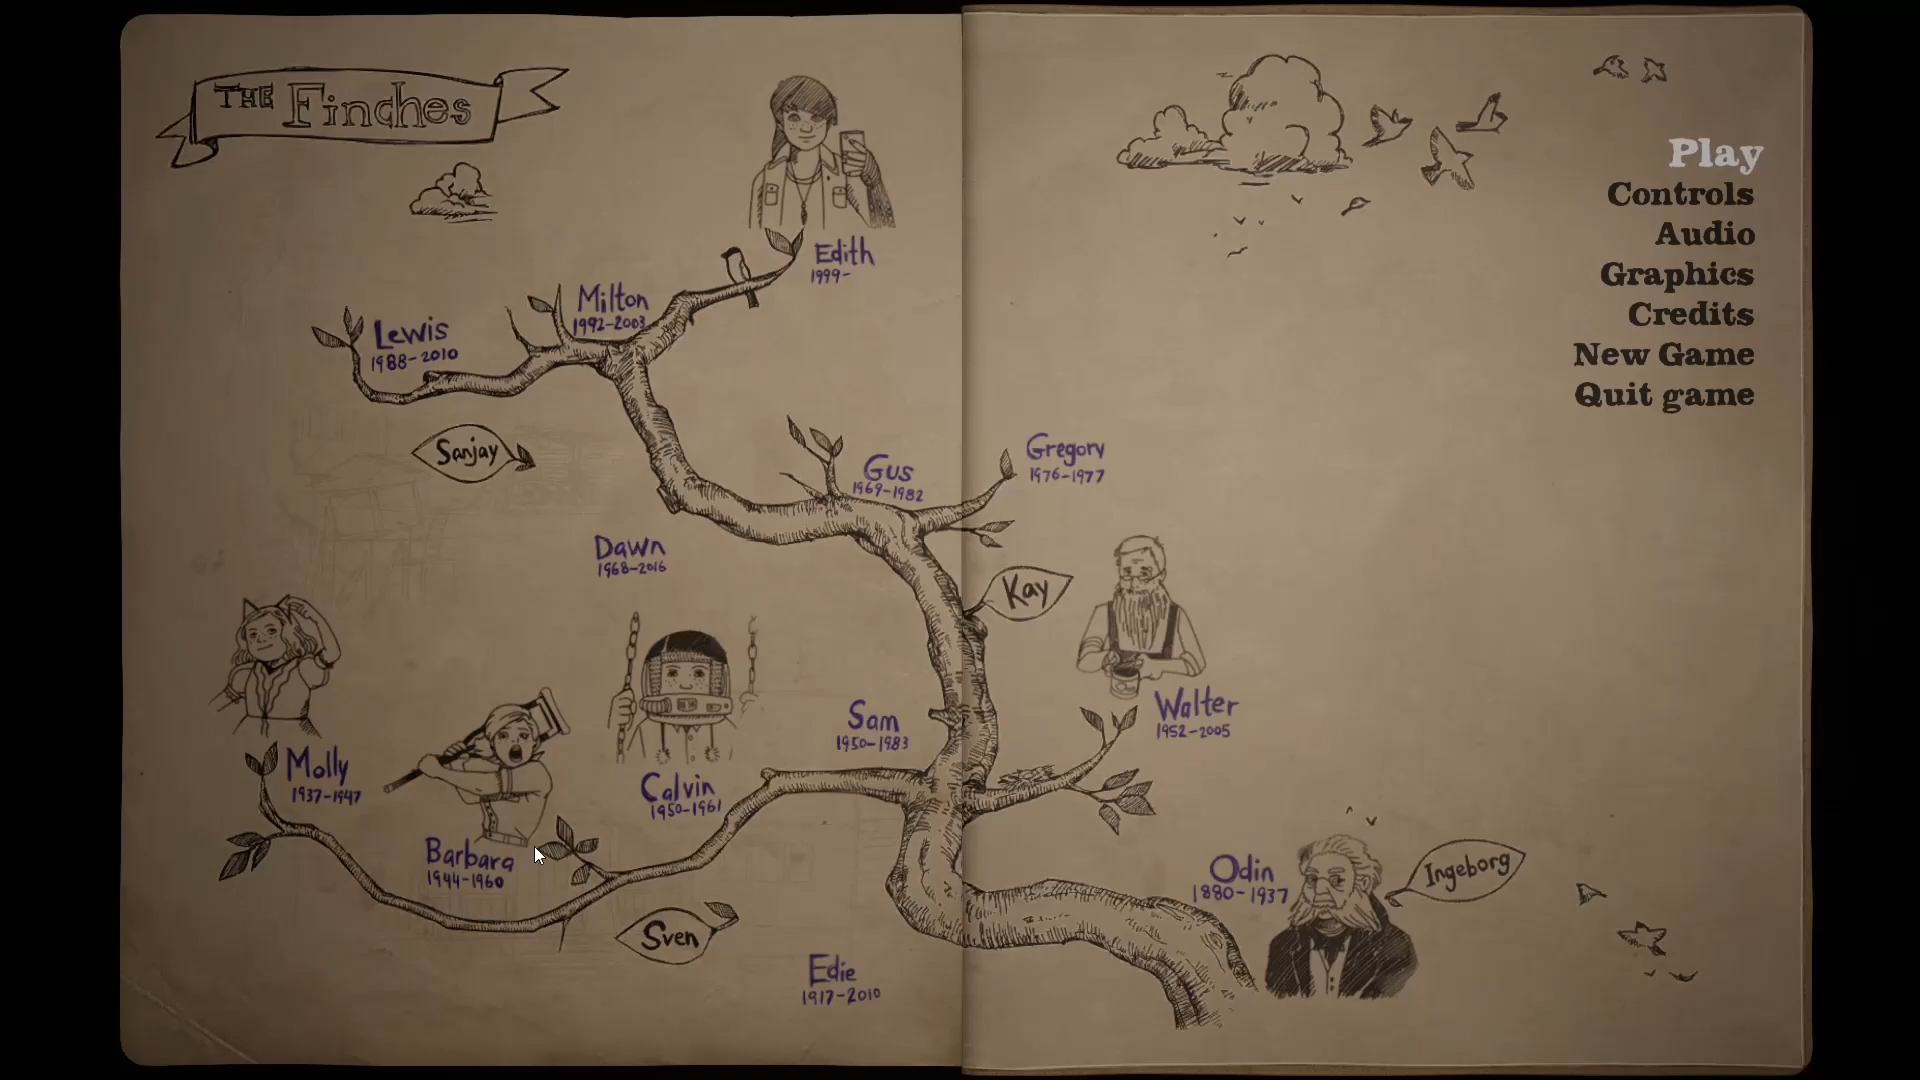 THE Finches
Play
Controls
Audio
Graphics
Credits
New Game
Quit game
Edith
1999-
Milton
1992-2003
Lewis
1988-2010
Sanjay
Gus
1969-1982
Gregory
1976-1977
Dawn
1968-2016
Kay
Sam
1950-1983
Walter
1952-2005
Molly
1937-1947
Calvin
1950-1961
Barbara
1944-1960
Odin
1880-1937
Ingeborg
Sven
Edie
1917-2010